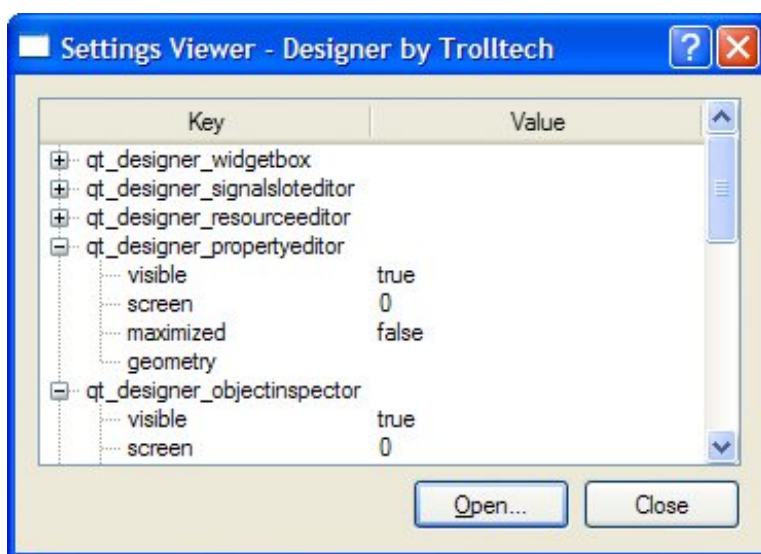 Settings Viewer - Designer by Trolltech
Key Value
qt_designer_widgetbox
qt_designer_signalsloteditor
qt_designer_resourceeditor
qt_designer_propertyeditor
visible true
screen 0
maximized false
geometry
qt_designer_objectinspector
visible true
screen 0
Open... Close